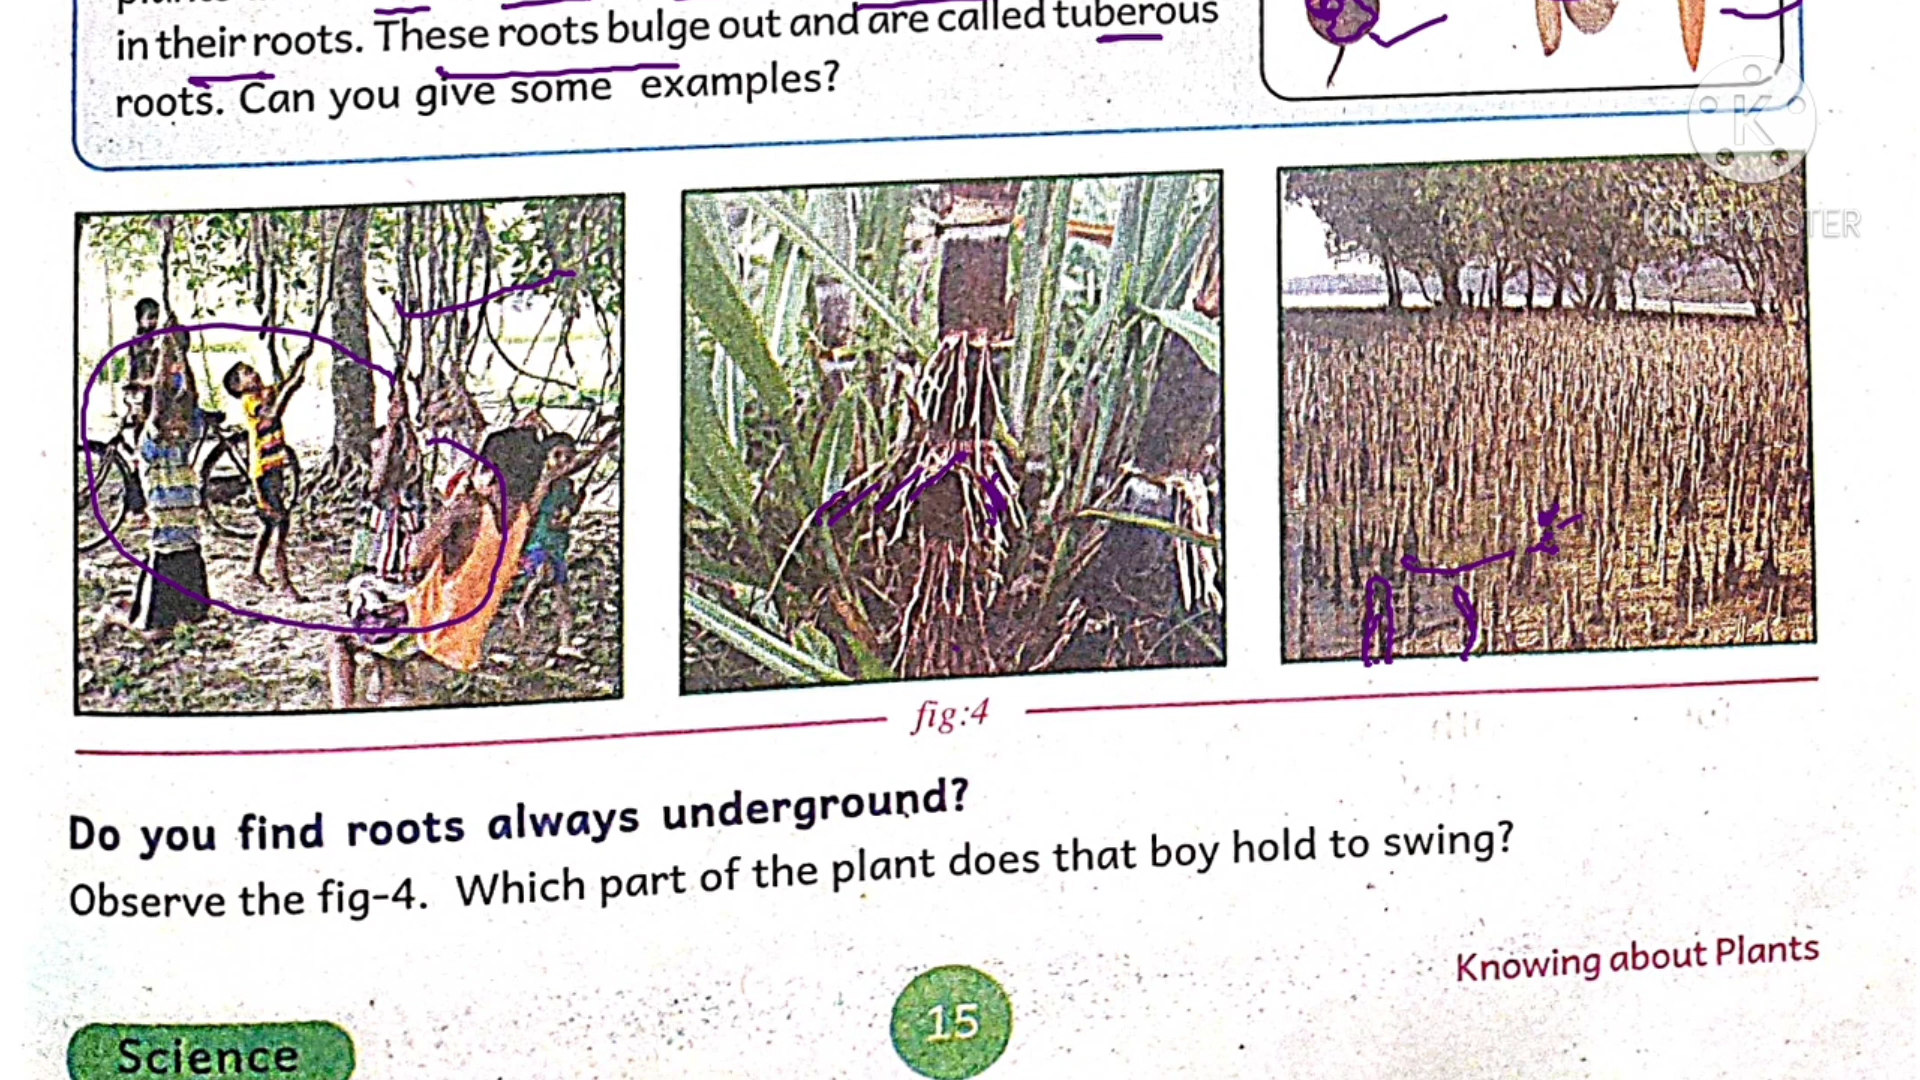 in their roots. These roots bulge out and are called tuberous
roots. Can you give some examples?
K
KINEMASTER
fig:4
Do you find roots always underground?
Observe the fig-4. Which part of the plant does that boy hold to swing?
Knowing about Plants
15
Science